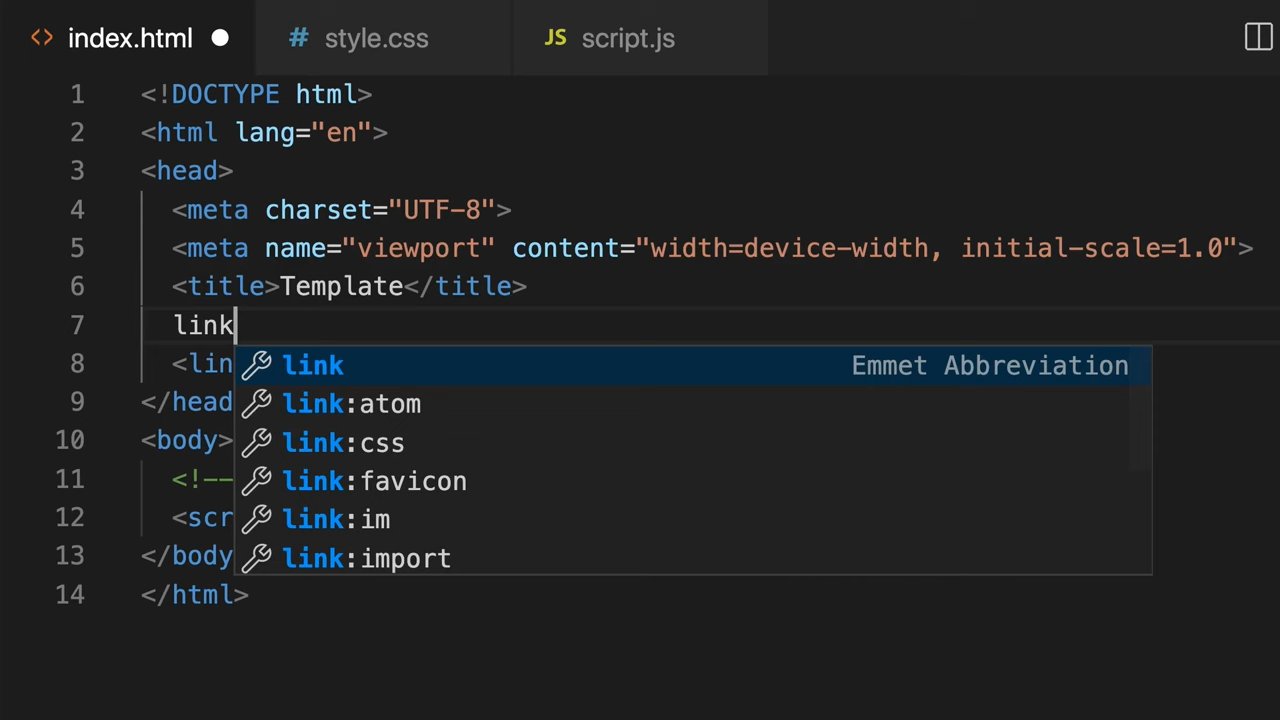 <> index.html # style.css JS script.js
1 <!DOCTYPE html>
2 <html lang="en">
3 <head>
4 <meta charset="UTF-8">
5 <meta name="viewport" content="width=device-width, initial-scale=1.0">
6 <title>Template</title>
7 link
8 <lin link Emmet Abbreviation
9 </head link:atom
10 <body> link:css
11 <!-- link:favicon
12 <scr link:im
13 </body link:import
14 </html>